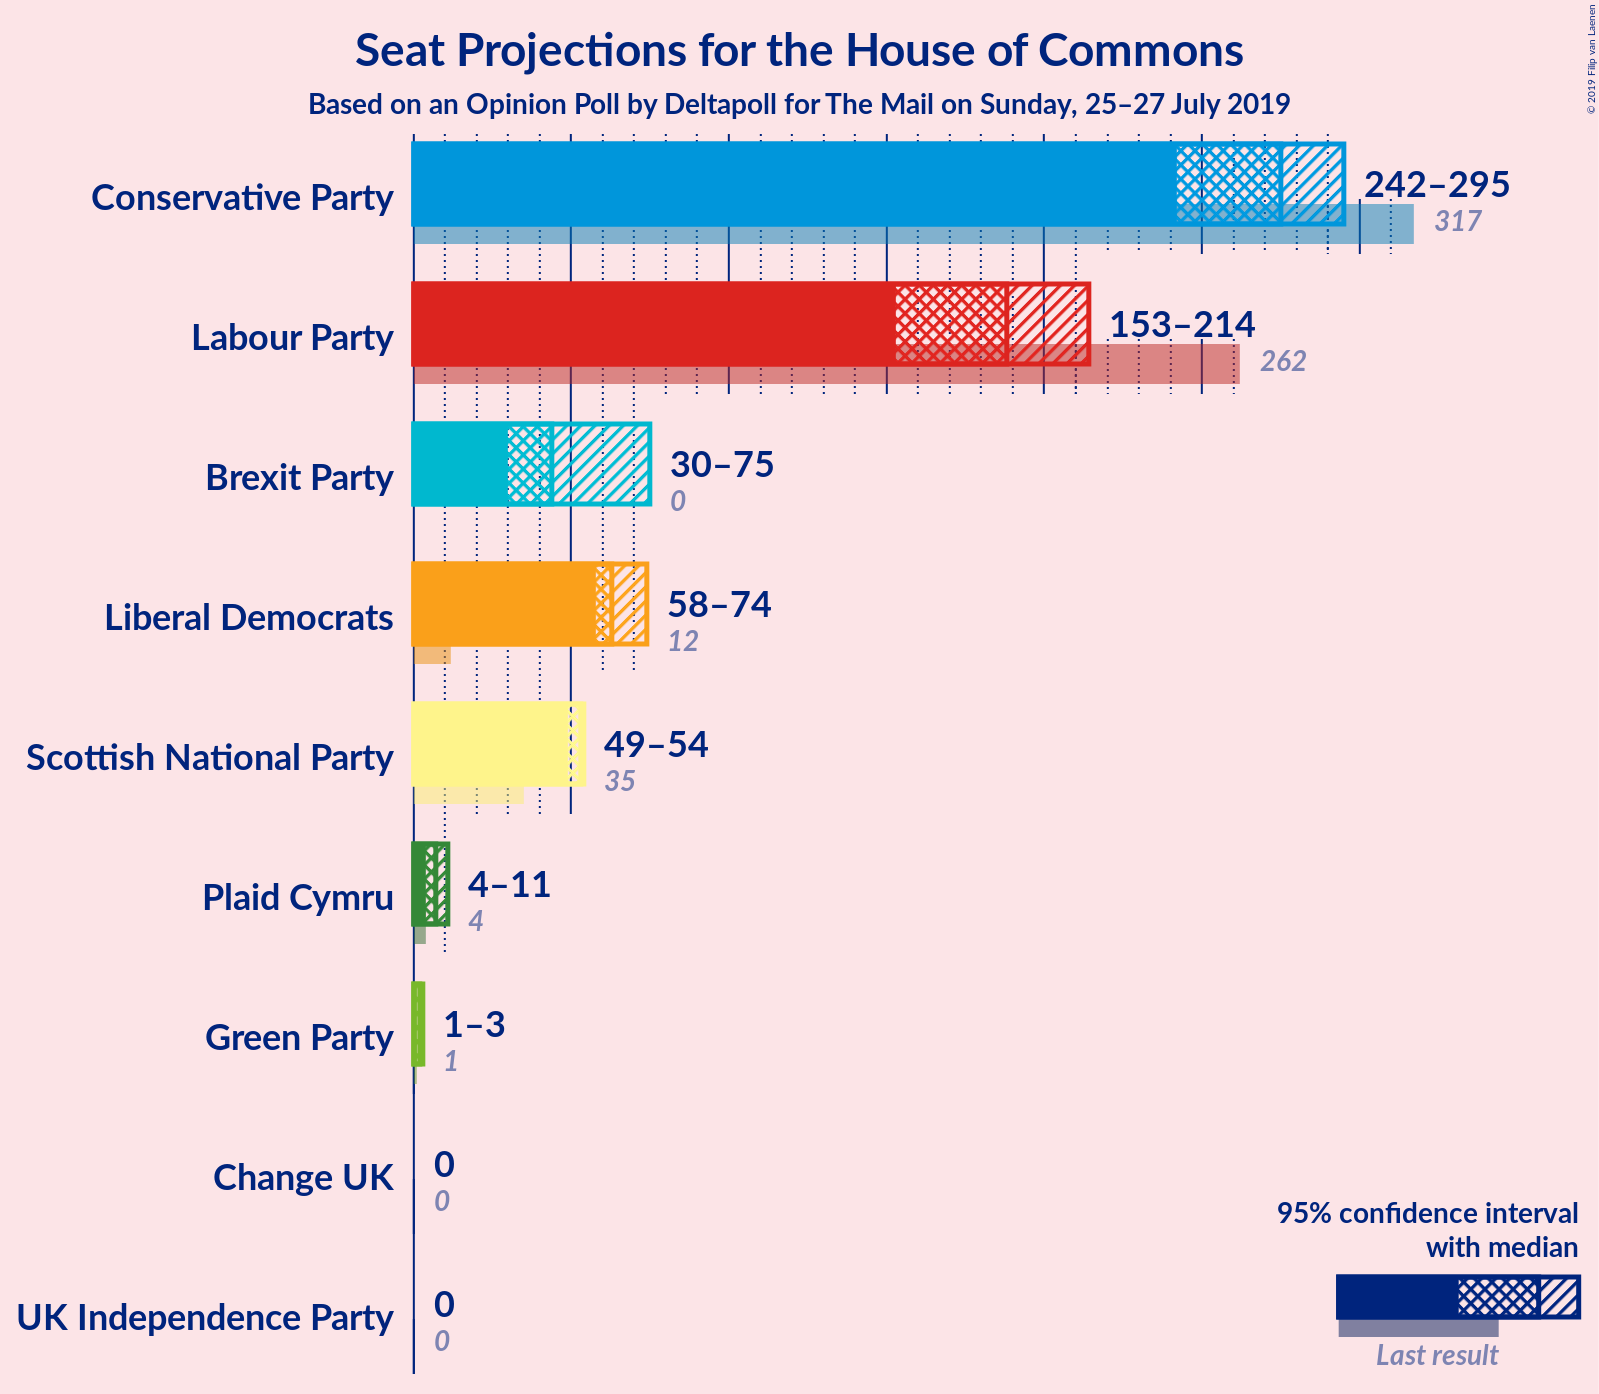 Seat Projections for the House of Commons
Based on an Opinion Poll by Deltapoll for The Mail on Sunday, 25–27 July 2019
© 2019 Filip van Laenen
Conservative Party
242–295
317
Labour Party
153–214
262
Brexit Party
30–75
0
Liberal Democrats
58–74
12
Scottish National Party
49–54
35
Plaid Cymru
4–11
4
Green Party
1–3
1
Change UK
0
0
UK Independence Party
0
0
95% confidence interval
with median
Last result